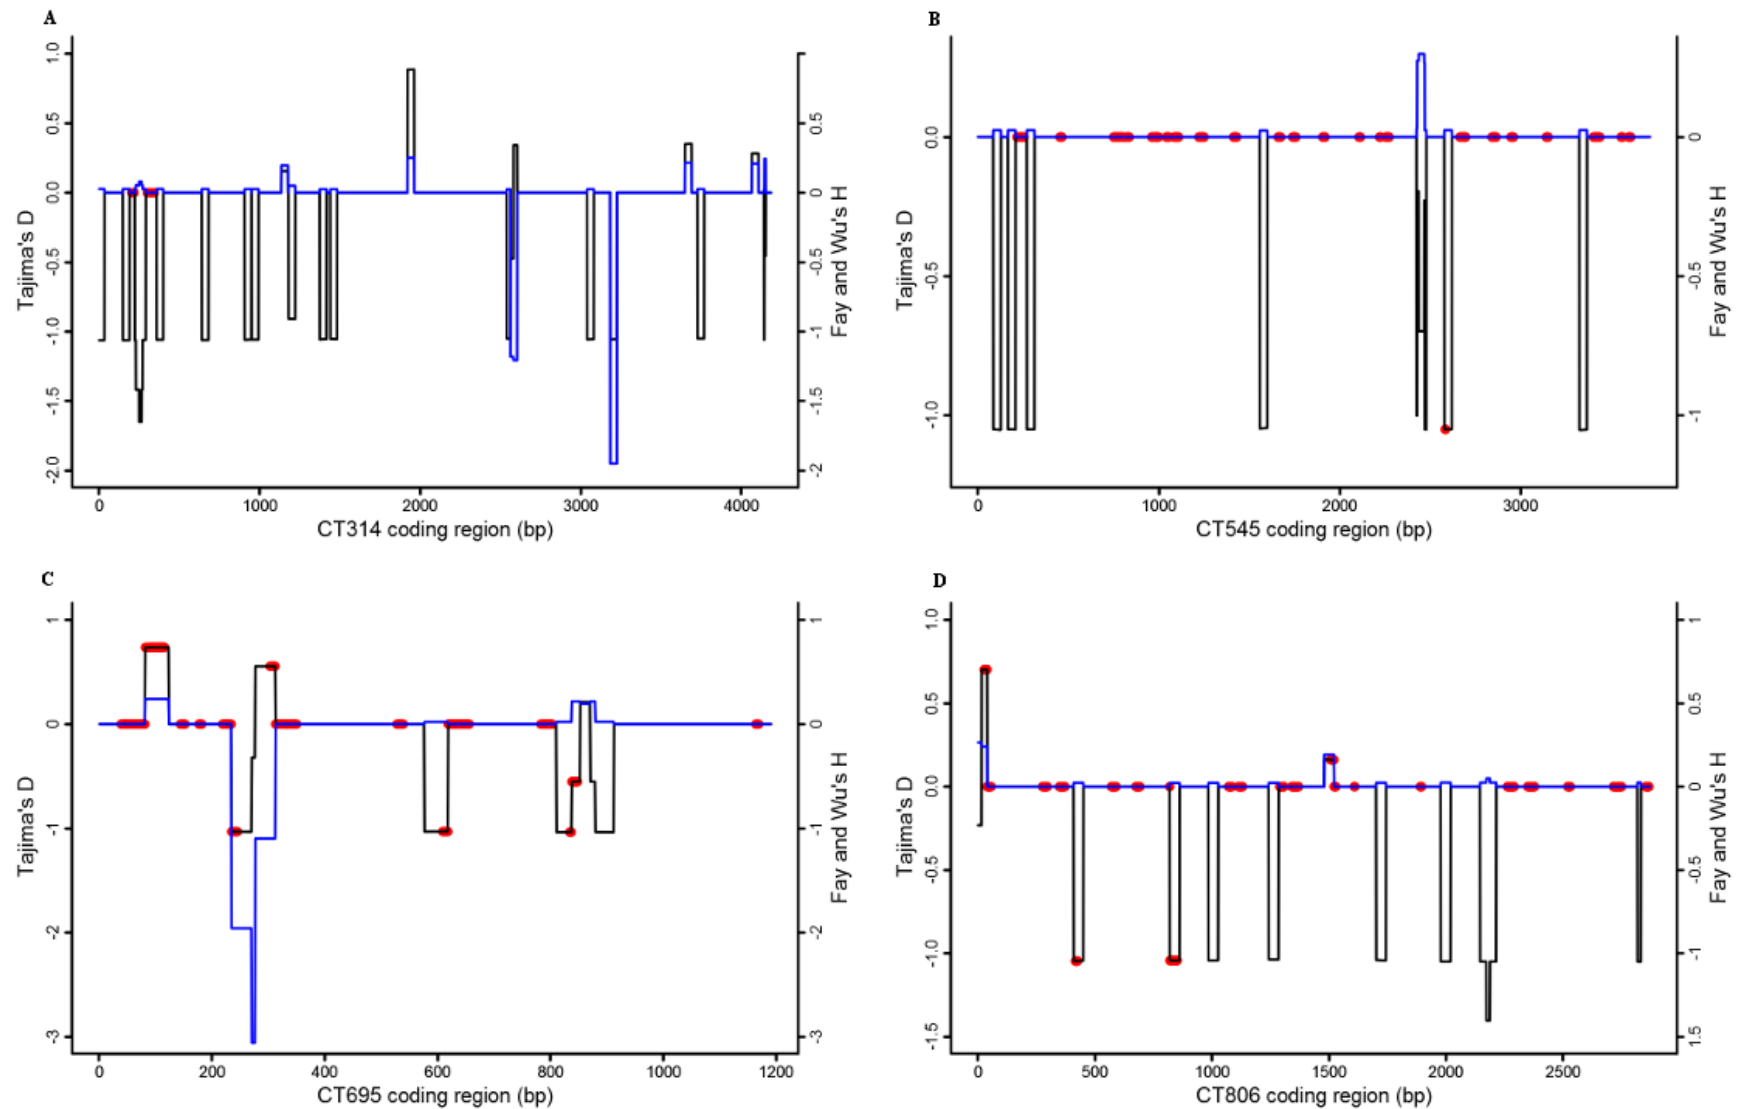 A
Tajima's D
1.0
0.5
0.0
-0.5
-1.0
-1.5
-2.0
0.5
0
-0.5
-1
-1.5
-2
Fay and Wu's H
0 1000 2000 3000 4000
CT314 coding region (bp)
B
Tajima's D
0.0
-0.5
-1.0
0
-0.5
-1
Fay and Wu's H
0 1000 2000 3000
CT545 coding region (bp)
C
Tajima's D
1
0
-1
-2
-3
1
0
-1
-2
-3
Fay and Wu's H
0 200 400 600 800 1000 1200
CT695 coding region (bp)
D
Tajima's D
1.0
0.5
0.0
-0.5
-1.0
-1.5
1
0.5
0
-0.5
-1
1.5
Fay and Wu's H
0 500 1000 1500 2000 2500
CT806 coding region (bp)